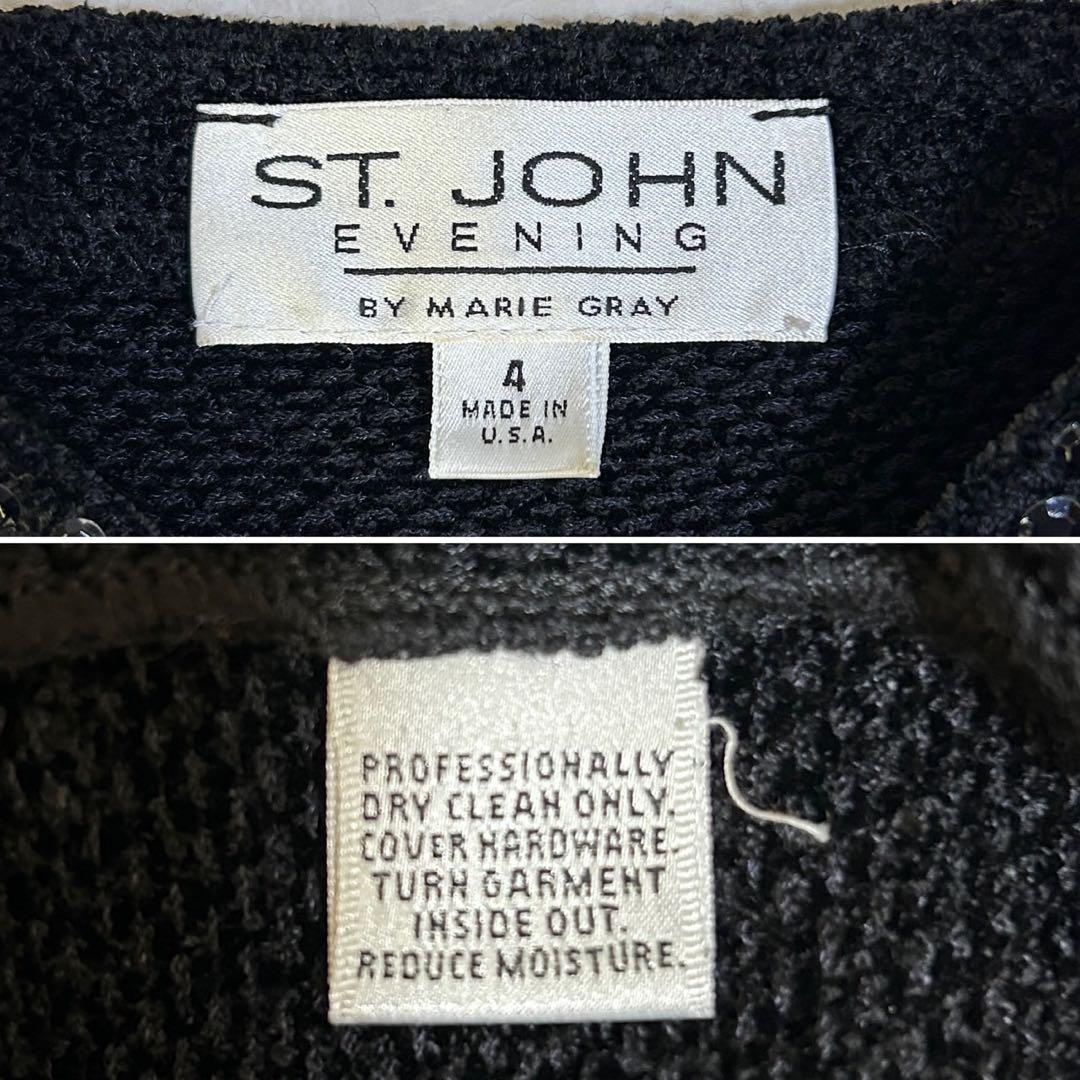 ST. JOHN
EVENING
BY MARIE GRAY
4
MADE IN
U.S.A.
PROFESSIONALLY
DRY CLEAN ONLY.
COVER HARDWARE.
TURN GARMENT
INSIDE OUT.
REDUCE MOISTURE.